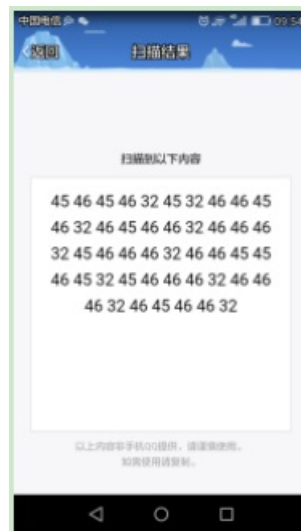 中国电信 09:54
返回 扫描结果
扫描到以下内容
45 46 45 46 32 45 32 46 46 45
46 32 46 45 46 46 32 46 46 46
32 45 46 46 46 32 46 46 45 45
46 45 32 45 46 46 46 32 46 46
46 32 46 45 46 46 32
以上内容非手机QQ提供，请谨慎使用。
如需使用请复制。